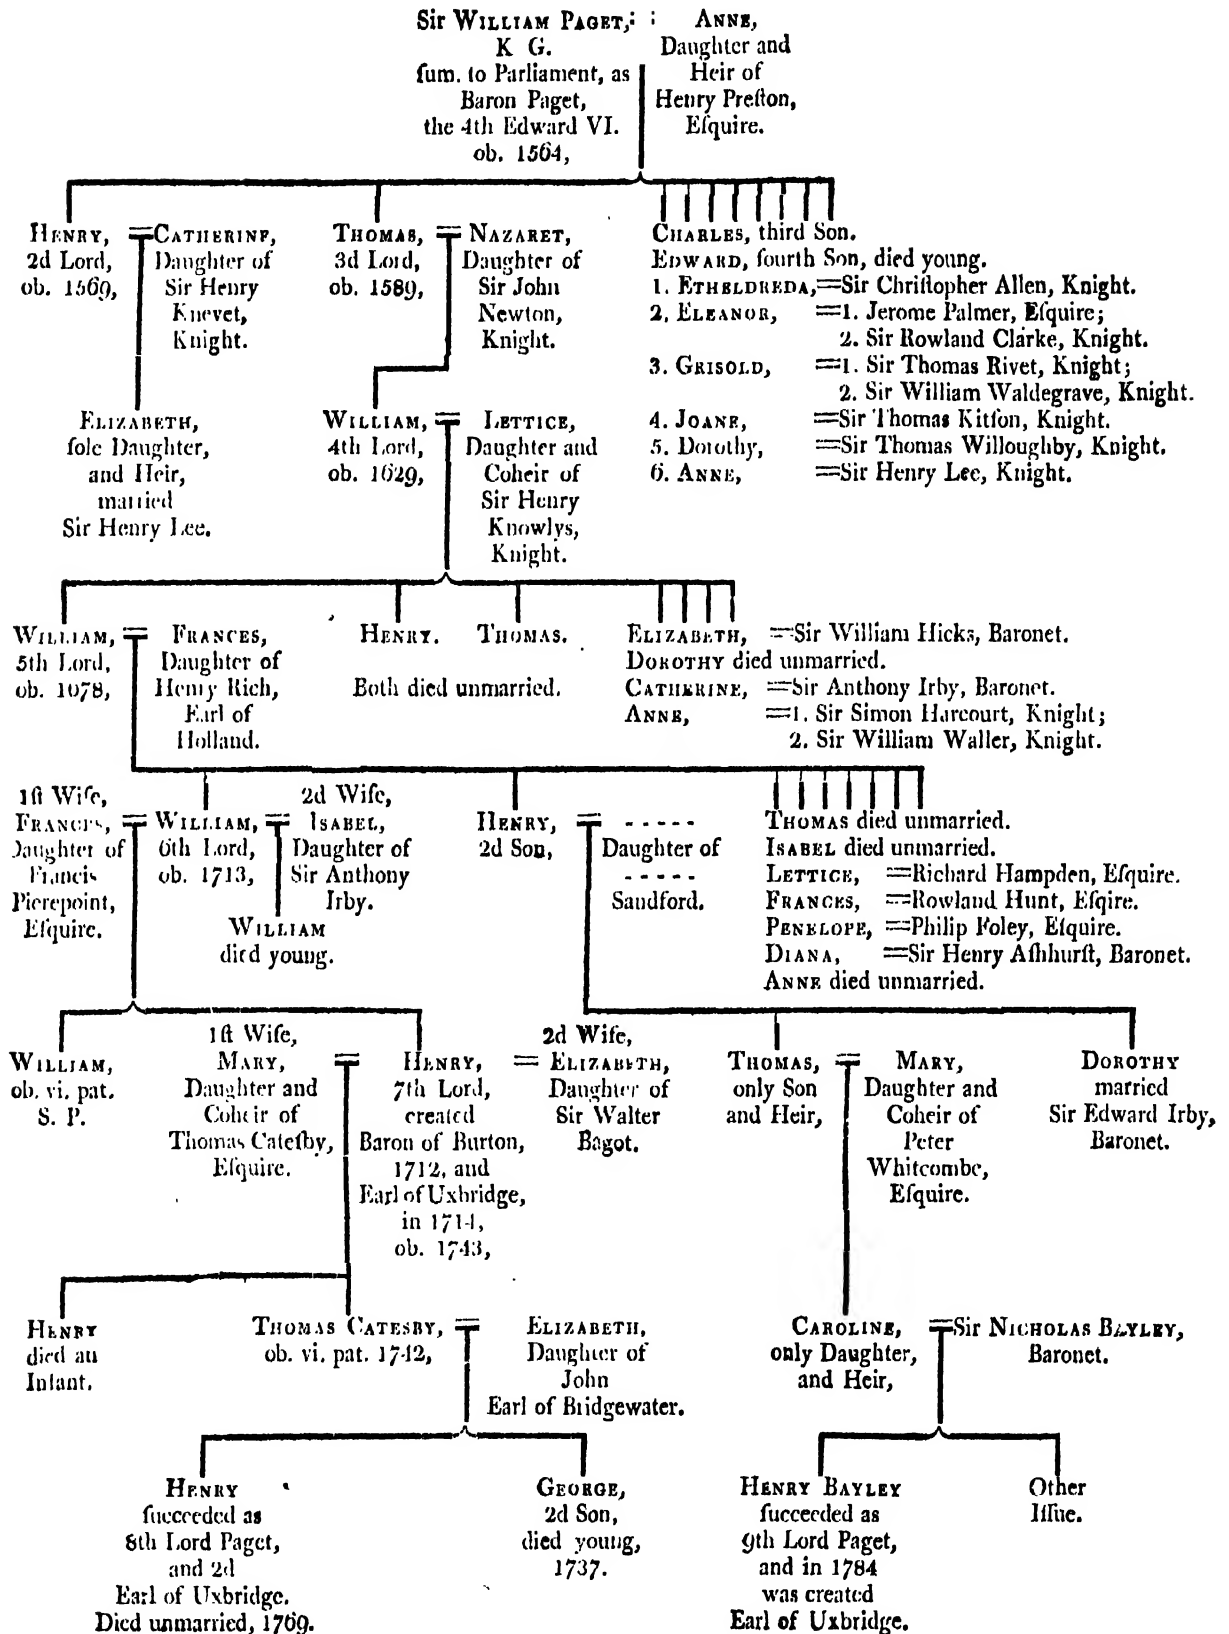 Sir WILLIAM PAGET,
K G.
ſum. to Parliament, as
Baron Paget,
the 4th Edward VI.
ob. 1564,
ANNE,
Daughter and
Heir of
Henry Preſton,
Eſquire.
HENRY,
2d Lord,
ob. 1569,
=CATHERINE,
Daughter of
Sir Henry
Knevet,
Knight.
THOMAS,
3d Lord,
ob. 1589,
= NAZARET,
Daughter of
Sir John
Newton,
Knight.
CHARLES, third Son.
EDWARD, fourth Son, died young.
1. ETHELDREDA,=Sir Chriſtopher Allen, Knight.
2. ELEANOR, =1. Jerome Palmer, Eſquire;
2. Sir Rowland Clarke, Knight.
3. GRISOLD, =1. Sir Thomas Rivet, Knight;
2. Sir William Waldegrave, Knight.
4. JOANE, =Sir Thomas Kitſon, Knight.
5. Dorothy, =Sir Thomas Willoughby, Knight.
6. ANNE, =Sir Henry Lee, Knight.
ELIZABETH,
ſole Daughter,
and Heir,
married
Sir Henry Lee.
WILLIAM,
4th Lord,
ob. 1629,
= LETTICE,
Daughter and
Coheir of
Sir Henry
Knowlys,
Knight.
WILLIAM,
5th Lord,
ob. 1678,
= FRANCES,
Daughter of
Henry Rich,
Earl of
Holland.
HENRY. THOMAS.
Both died unmarried.
ELIZABETH, =Sir William Hicks, Baronet.
DOROTHY died unmarried.
CATHERINE, =Sir Anthony Irby, Baronet.
ANNE, =1. Sir Simon Harcourt, Knight;
2. Sir William Waller, Knight.
1ſt Wife,
FRANCES,
Daughter of
Francis
Pierepoint,
Eſquire.
= WILLIAM,
6th Lord,
ob. 1713,
2d Wife,
= ISABEL,
Daughter of
Sir Anthony
Irby.
WILLIAM
died young.
HENRY,
2d Son,
= - - - - -
Daughter of
- - - - -
Sandford.
THOMAS died unmarried.
ISABEL died unmarried.
LETTICE, =Richard Hampden, Eſquire.
FRANCES, =Rowland Hunt, Eſqire.
PENELOPE, =Philip Foley, Eſquire.
DIANA, =Sir Henry Aſhhurſt, Baronet.
ANNE died unmarried.
WILLIAM,
ob. vi. pat.
S. P.
1ſt Wife,
MARY,
Daughter and
Coheir of
Thomas Cateſby,
Eſquire.
= HENRY,
7th Lord,
created
Baron of Burton,
1712, and
Earl of Uxbridge,
in 1714,
ob. 1743,
2d Wife,
= ELIZABETH,
Daughter of
Sir Walter
Bagot.
THOMAS,
only Son
and Heir,
= MARY,
Daughter and
Coheir of
Peter
Whitcombe,
Eſquire.
DOROTHY
married
Sir Edward Irby,
Baronet.
HENRY
died an
Infant.
THOMAS CATESBY,
ob. vi. pat. 1742,
= ELIZABETH,
Daughter of
John
Earl of Bridgewater.
CAROLINE,
only Daughter,
and Heir,
=Sir NICHOLAS BAYLEY,
Baronet.
HENRY
ſucceeded as
8th Lord Paget,
and 2d
Earl of Uxbridge.
Died unmarried, 1769.
GEORGE,
2d Son,
died young,
1737.
HENRY BAYLEY
ſucceeded as
9th Lord Paget,
and in 1784
was created
Earl of Uxbridge.
Other
Iſſue.